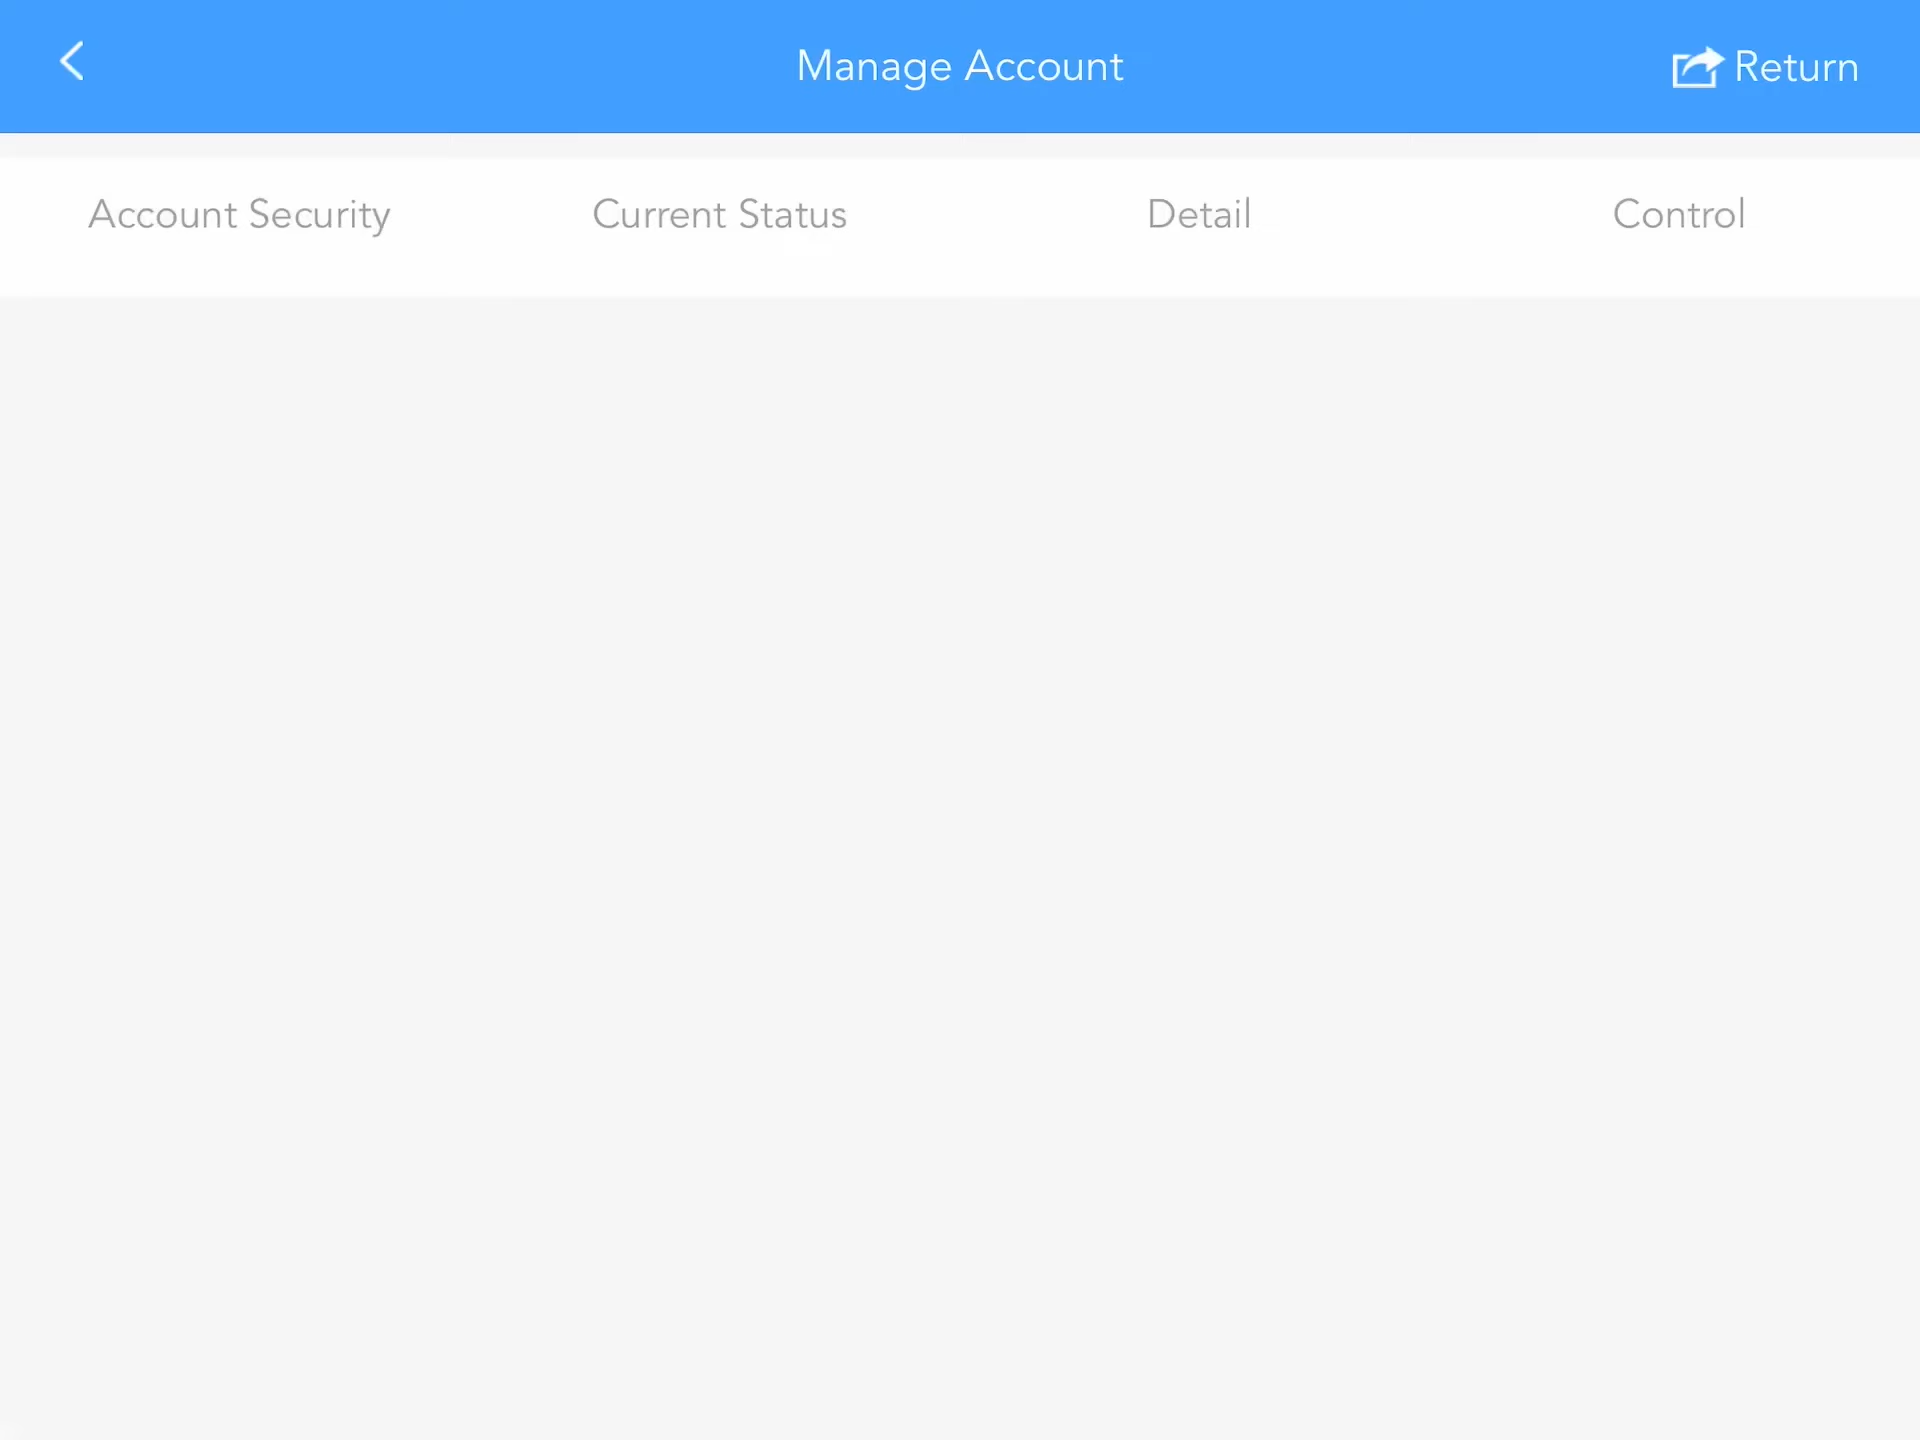 Manage Account
Return
Account Security
Current Status
Detail
Control